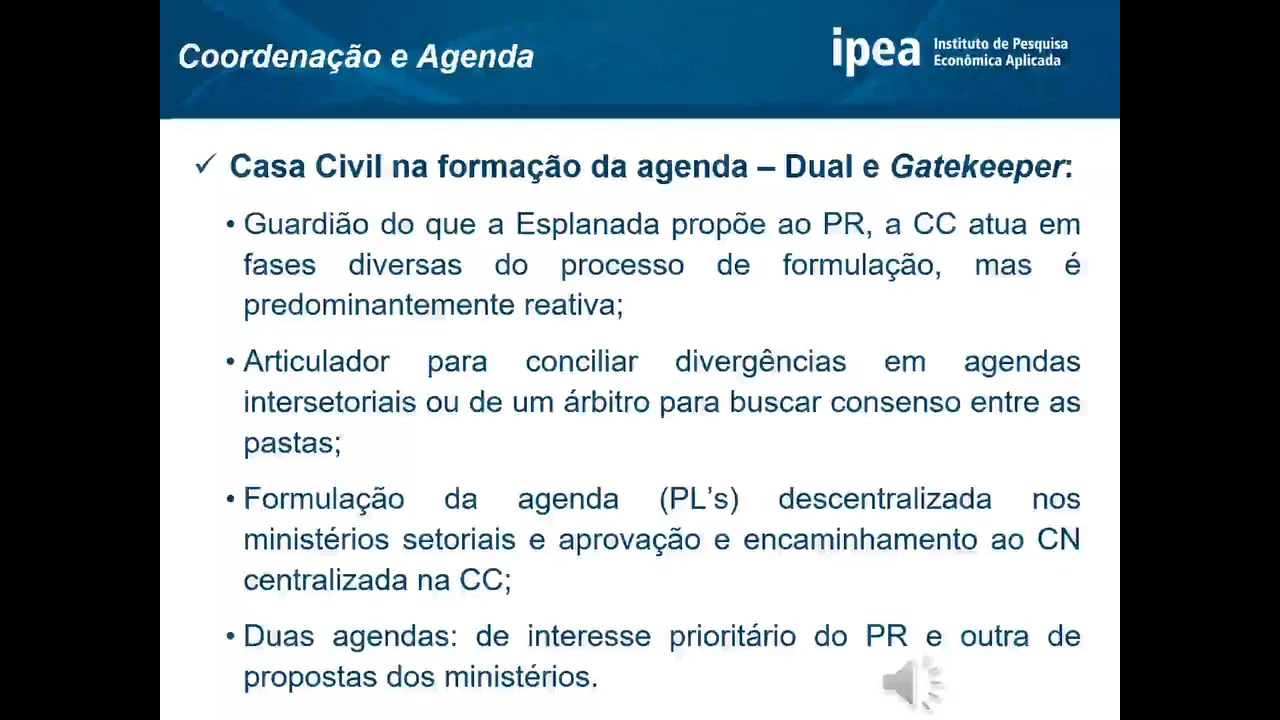 Coordenação e Agenda
ipea Instituto de Pesquisa
Econômica Aplicada
✓ Casa Civil na formação da agenda – Dual e Gatekeeper:
• Guardião do que a Esplanada propõe ao PR, a CC atua em
fases diversas do processo de formulação, mas é
predominantemente reativa;
• Articulador para conciliar divergências em agendas
intersetoriais ou de um árbitro para buscar consenso entre as
pastas;
• Formulação da agenda (PL’s) descentralizada nos
ministérios setoriais e aprovação e encaminhamento ao CN
centralizada na CC;
• Duas agendas: de interesse prioritário do PR e outra de
propostas dos ministérios.